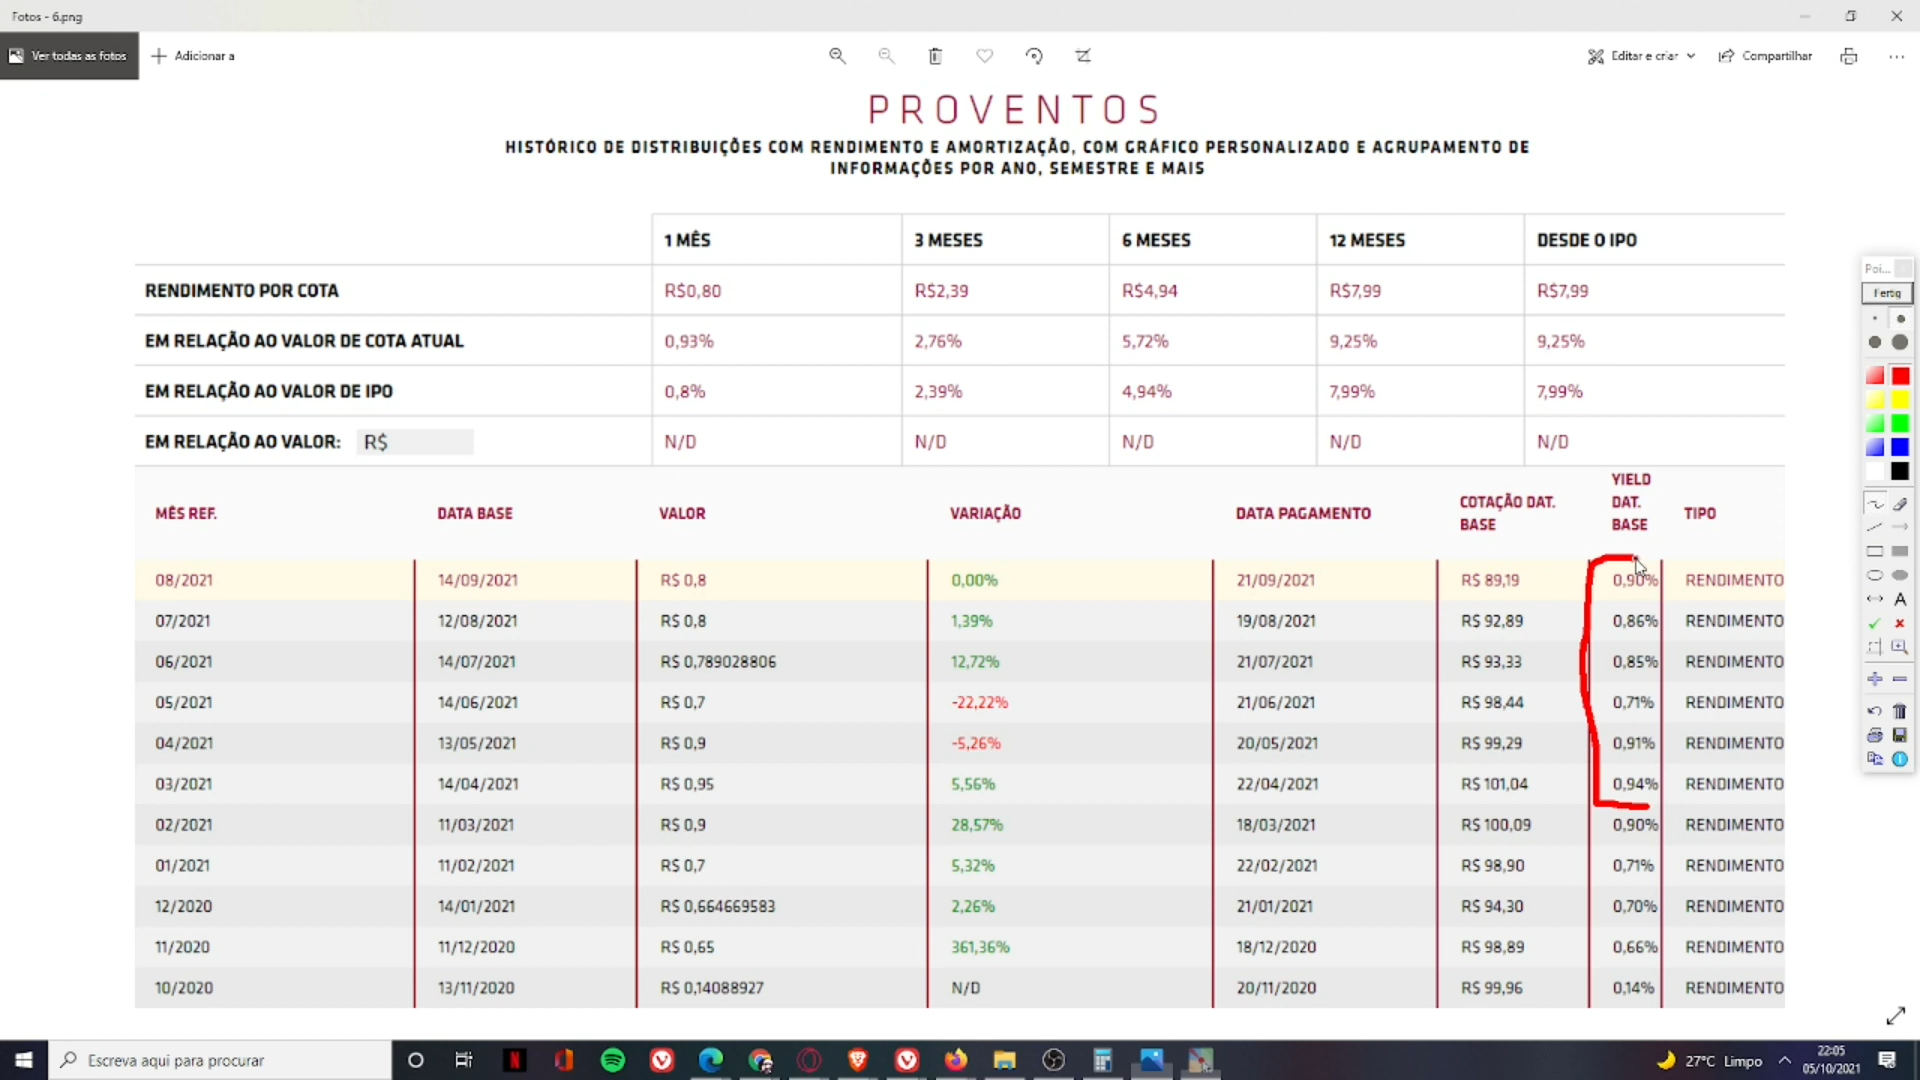 Fotos - 6.png
Ver todas as fotos
Adicionar a
Editar e criar
Compartilhar
PROVENTOS
HISTÓRICO DE DISTRIBUIÇÕES COM RENDIMENTO E AMORTIZAÇÃO, COM GRÁFICO PERSONALIZADO E AGRUPAMENTO DE
INFORMAÇÕES POR ANO, SEMESTRE E MAIS
1 MÊS 3 MESES 6 MESES 12 MESES DESDE O IPO
RENDIMENTO POR COTA R$0,80 R$2,39 R$4,94 R$7,99 R$7,99
EM RELAÇÃO AO VALOR DE COTA ATUAL 0,93% 2,76% 5,72% 9,25% 9,25%
EM RELAÇÃO AO VALOR DE IPO 0,8% 2,39% 4,94% 7,99% 7,99%
EM RELAÇÃO AO VALOR: R$ N/D N/D N/D N/D N/D
MÊS REF. DATA BASE VALOR VARIAÇÃO DATA PAGAMENTO COTAÇÃO DAT. BASE YIELD DAT. BASE TIPO
08/2021 14/09/2021 R$ 0,8 0,00% 21/09/2021 R$ 89,19 0,90% RENDIMENTO
07/2021 12/08/2021 R$ 0,8 1,39% 19/08/2021 R$ 92,89 0,86% RENDIMENTO
06/2021 14/07/2021 R$ 0,789028806 12,72% 21/07/2021 R$ 93,33 0,85% RENDIMENTO
05/2021 14/06/2021 R$ 0,7 -22,22% 21/06/2021 R$ 98,44 0,71% RENDIMENTO
04/2021 13/05/2021 R$ 0,9 -5,26% 20/05/2021 R$ 99,29 0,91% RENDIMENTO
03/2021 14/04/2021 R$ 0,95 5,56% 22/04/2021 R$ 101,04 0,94% RENDIMENTO
02/2021 11/03/2021 R$ 0,9 28,57% 18/03/2021 R$ 100,09 0,90% RENDIMENTO
01/2021 11/02/2021 R$ 0,7 5,32% 22/02/2021 R$ 98,90 0,71% RENDIMENTO
12/2020 14/01/2021 R$ 0,664669583 2,26% 21/01/2021 R$ 94,30 0,70% RENDIMENTO
11/2020 11/12/2020 R$ 0,65 361,36% 18/12/2020 R$ 98,89 0,66% RENDIMENTO
10/2020 13/11/2020 R$ 0,14088927 N/D 20/11/2020 R$ 99,96 0,14% RENDIMENTO
Poi...
Fertig
A
Escreva aqui para procurar
27°C Limpo
22:05
05/10/2021